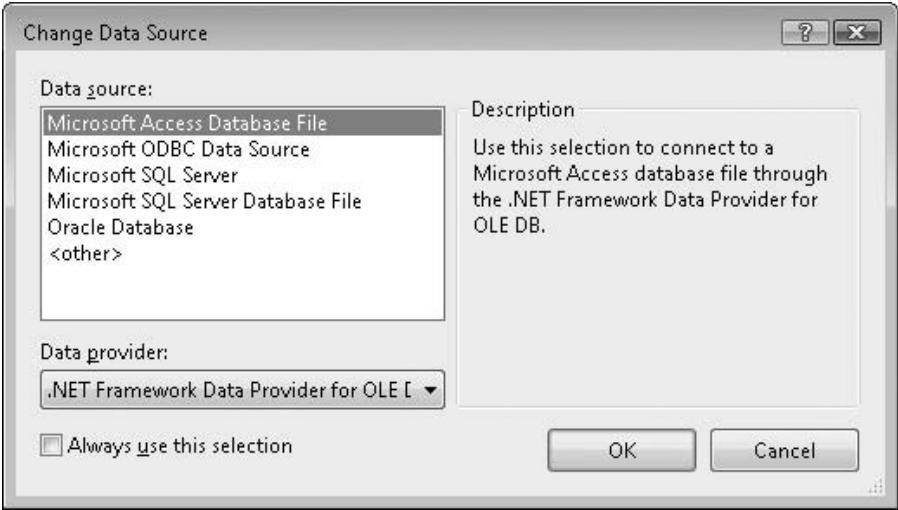 Change Data Source
Data source:
Microsoft Access Database File
Microsoft ODBC Data Source
Microsoft SQL Server
Microsoft SQL Server Database File
Oracle Database
<other>
Description
Use this selection to connect to a
Microsoft Access database file through
the .NET Framework Data Provider for
OLE DB.
Data provider:
.NET Framework Data Provider for OLE [
Always use this selection
OK
Cancel